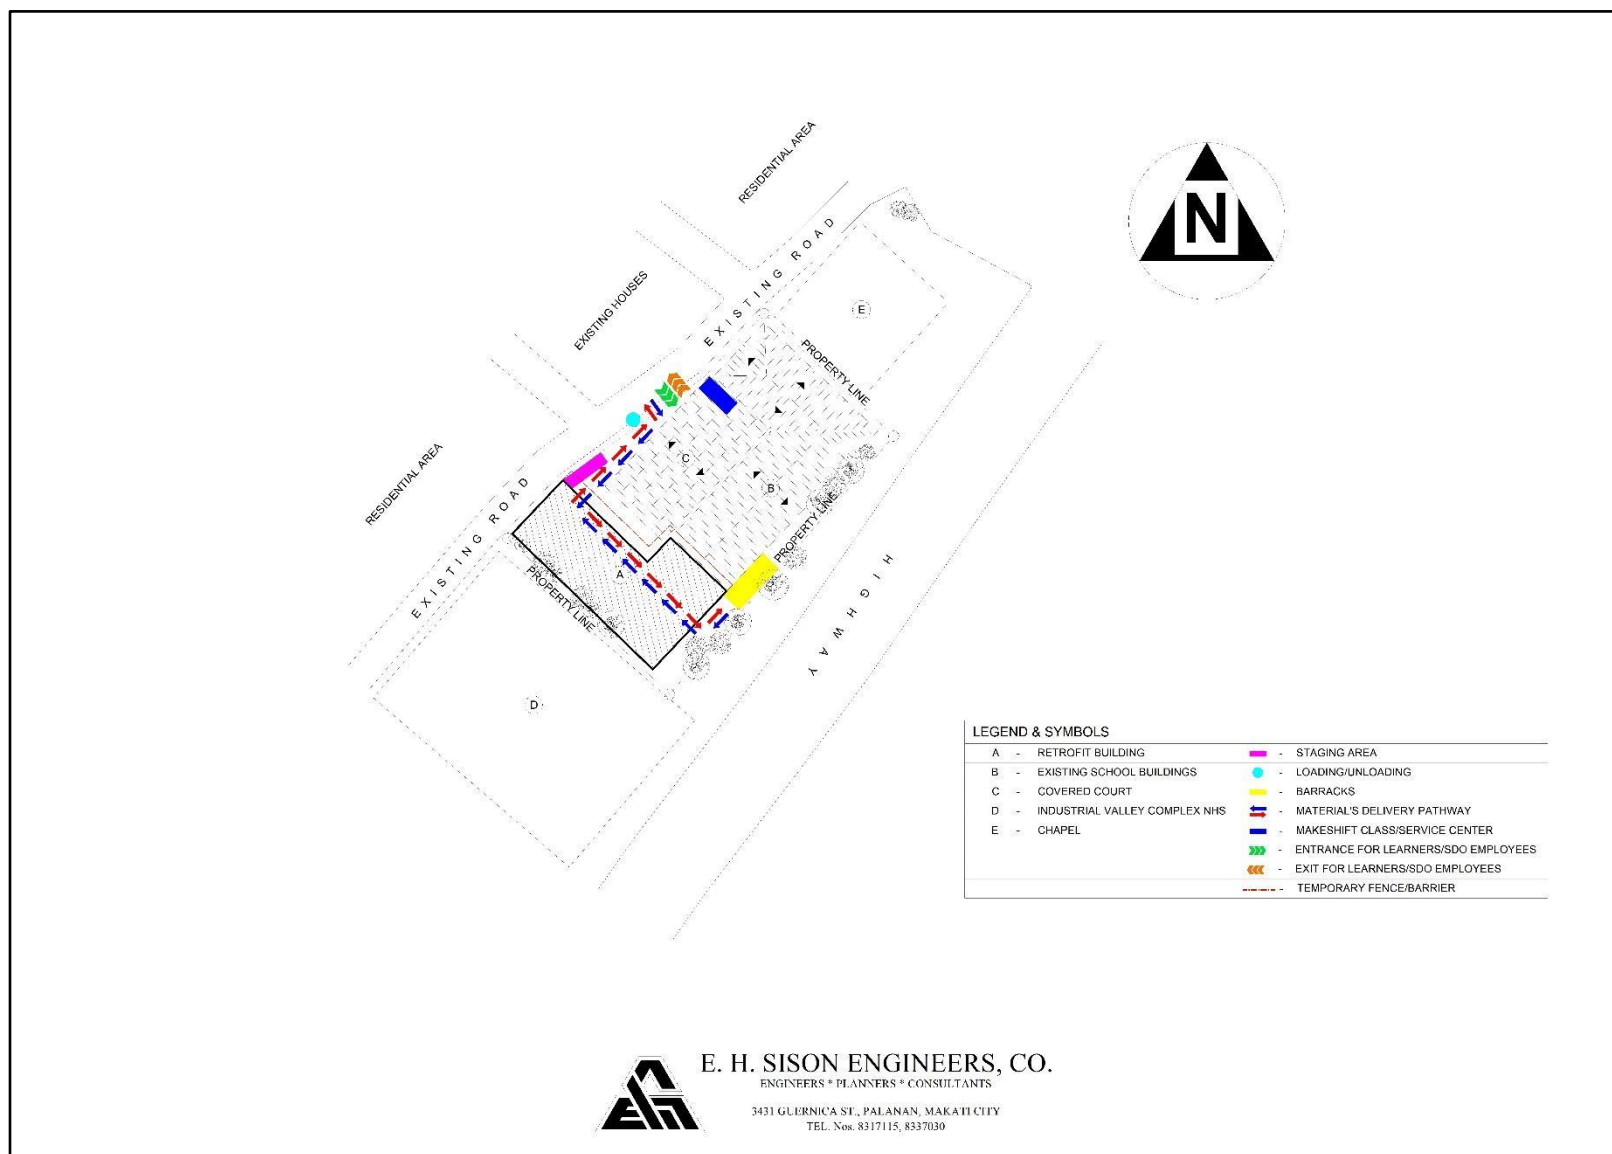 RESIDENTIAL AREA
N
EXISTING ROAD
EXISTING HOUSES
E
PROPERTY LINE
RESIDENTIAL AREA
C
B
PROPERTY LINE
EXISTING ROAD
A
PROPERTY LINE
HIGHWAY
D
LEGEND & SYMBOLS
A - RETROFIT BUILDING
- STAGING AREA
B - EXISTING SCHOOL BUILDINGS
- LOADING/UNLOADING
C - COVERED COURT
- BARRACKS
D - INDUSTRIAL VALLEY COMPLEX NHS
- MATERIAL'S DELIVERY PATHWAY
E - CHAPEL
- MAKESHIFT CLASS/SERVICE CENTER
- ENTRANCE FOR LEARNERS/SDO EMPLOYEES
- EXIT FOR LEARNERS/SDO EMPLOYEES
- TEMPORARY FENCE/BARRIER
E. H. SISON ENGINEERS, CO.
ENGINEERS * PLANNERS * CONSULTANTS
3431 GUERNICA ST., PALANAN, MAKATI CITY
TEL. Nos. 8317115, 8337030